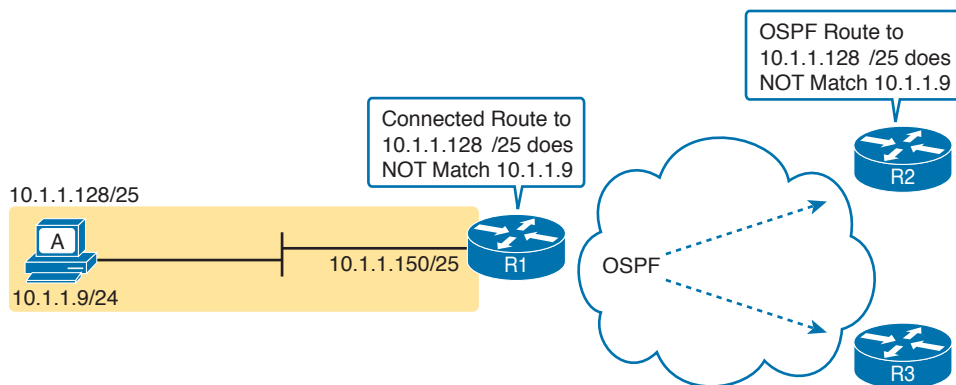 OSPF Route to
10.1.1.128 /25 does
NOT Match 10.1.1.9
Connected Route to
10.1.1.128 /25 does
NOT Match 10.1.1.9
R2
10.1.1.128/25
A
10.1.1.150/25
R1
OSPF
10.1.1.9/24
R3